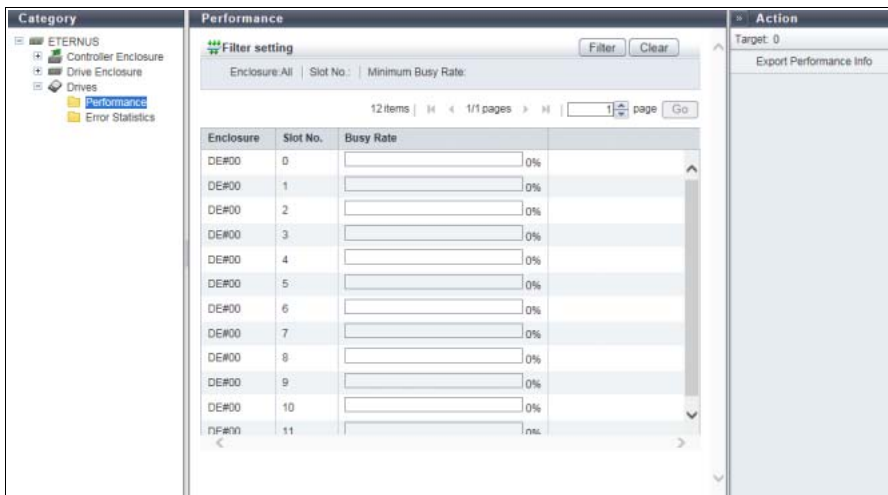 Category
ETERNUS
Controller Enclosure
Drive Enclosure
Drives
Performance
Error Statistics
Performance
Filter setting
Filter Clear
Enclosure:All | Slot No.: | Minimum Busy Rate:
12 items | 1/1 pages | 1 page Go
Enclosure Slot No. Busy Rate
DE#00 0 0%
DE#00 1 0%
DE#00 2 0%
DE#00 3 0%
DE#00 4 0%
DE#00 5 0%
DE#00 6 0%
DE#00 7 0%
DE#00 8 0%
DE#00 9 0%
DE#00 10 0%
DE#00 11 0%
» Action
Target: 0
Export Performance Info